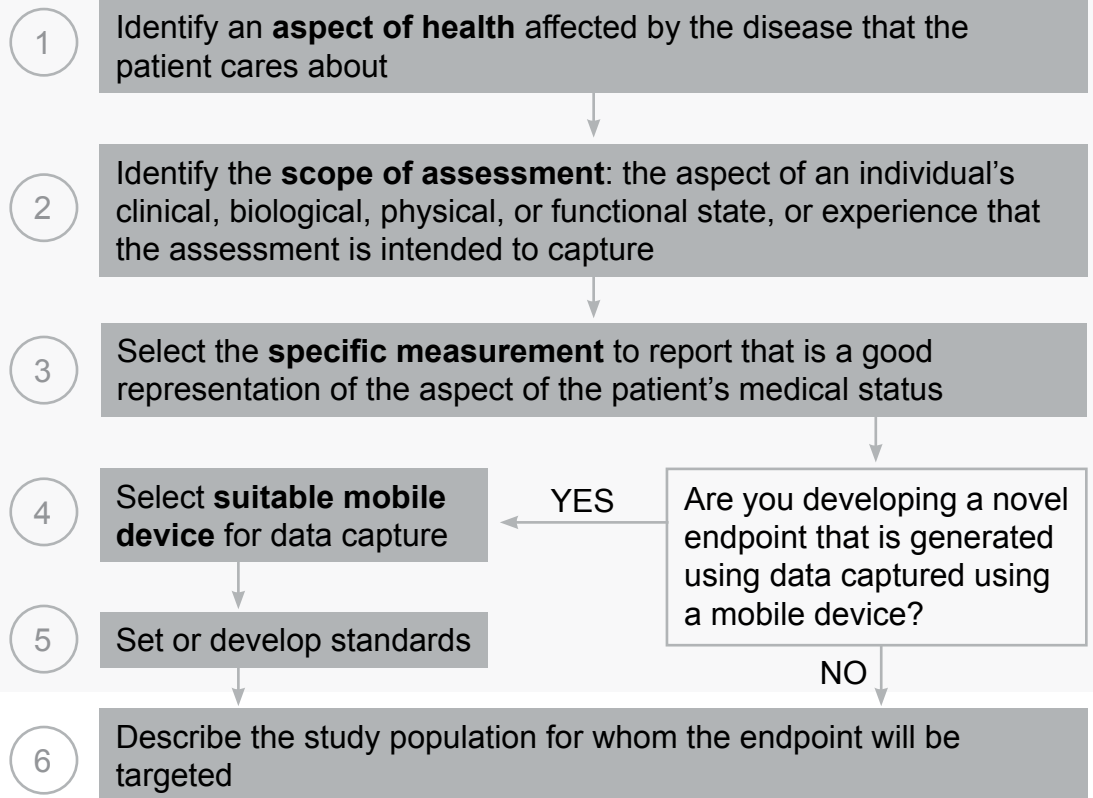 1
Identify an aspect of health affected by the disease that the
patient cares about
2
Identify the scope of assessment: the aspect of an individual’s
clinical, biological, physical, or functional state, or experience that
the assessment is intended to capture
3
Select the specific measurement to report that is a good
representation of the aspect of the patient’s medical status
4
Select suitable mobile
device for data capture
YES
Are you developing a novel
endpoint that is generated
using data captured using
a mobile device?
5
Set or develop standards
NO
6
Describe the study population for whom the endpoint will be
targeted